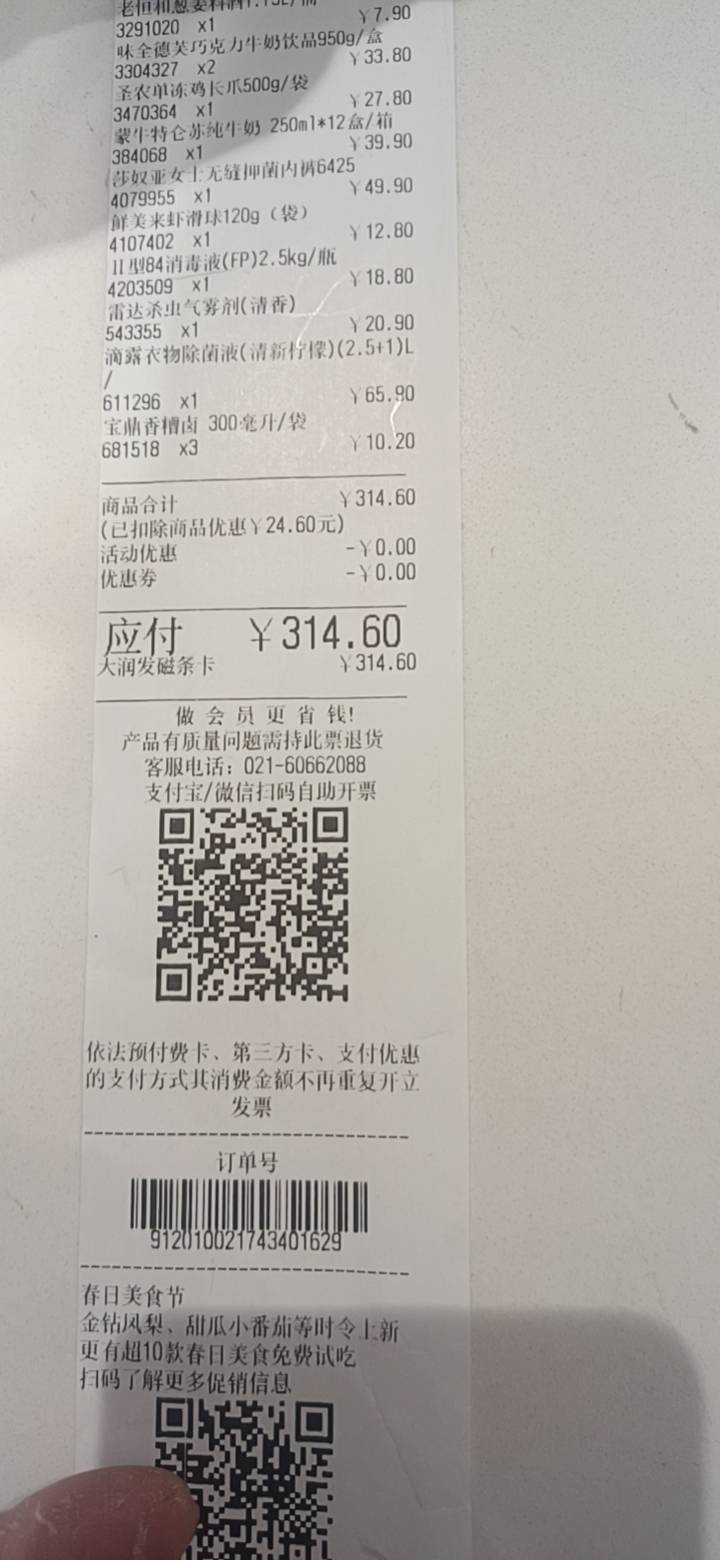 老恒和葱姜料酒1.75L/桶
3291020 x1 ￥7.90
味全德芙巧克力牛奶饮品950g/盒
3304327 x2 ￥33.80
圣农单冻鸡长爪500g/袋
3470364 x1 ￥27.80
蒙牛特仑苏纯牛奶 250ml*12盒/箱
384068 x1 ￥39.90
莎奴亚女士无缝抑菌内裤6425
4079955 x1 ￥49.90
鲜美来虾滑球120g（袋）
4107402 x1 ￥12.80
II型84消毒液(FP)2.5kg/瓶
4203509 x1 ￥18.80
雷达杀虫气雾剂(清香)
543355 x1 ￥20.90
滴露衣物除菌液(清新柠檬)(2.5+1)L
/
611296 x1 ￥65.90
宝鼎香糟卤 300毫升/袋
681518 x3 ￥10.20
商品合计 ￥314.60
(已扣除商品优惠￥24.60元)
活动优惠 -￥0.00
优惠券 -￥0.00
应付 ￥314.60
大润发磁条卡 ￥314.60
做会员更省钱!
产品有质量问题需持此票退货
客服电话：021-60662088
支付宝/微信扫码自助开票
依法预付费卡、第三方卡、支付优惠
的支付方式其消费金额不再重复开立
发票
订单号
912010021743401629
春日美食节
金钻凤梨、甜瓜小番茄等时令上新
更有超10款春日美食免费试吃
扫码了解更多促销信息